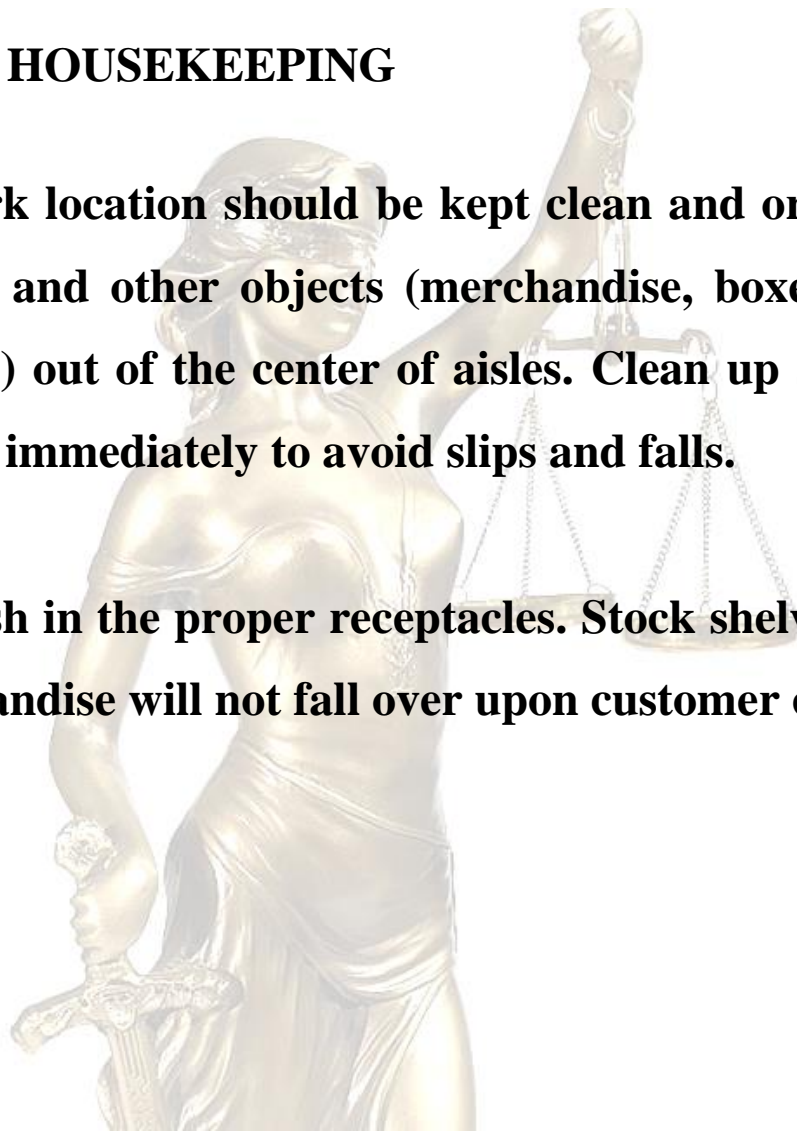 HOUSEKEEPING
rk location should be kept clean and or
and other objects (merchandise, boxe
) out of the center of aisles. Clean up
immediately to avoid slips and falls.
sh in the proper receptacles. Stock shelv
andise will not fall over upon customer